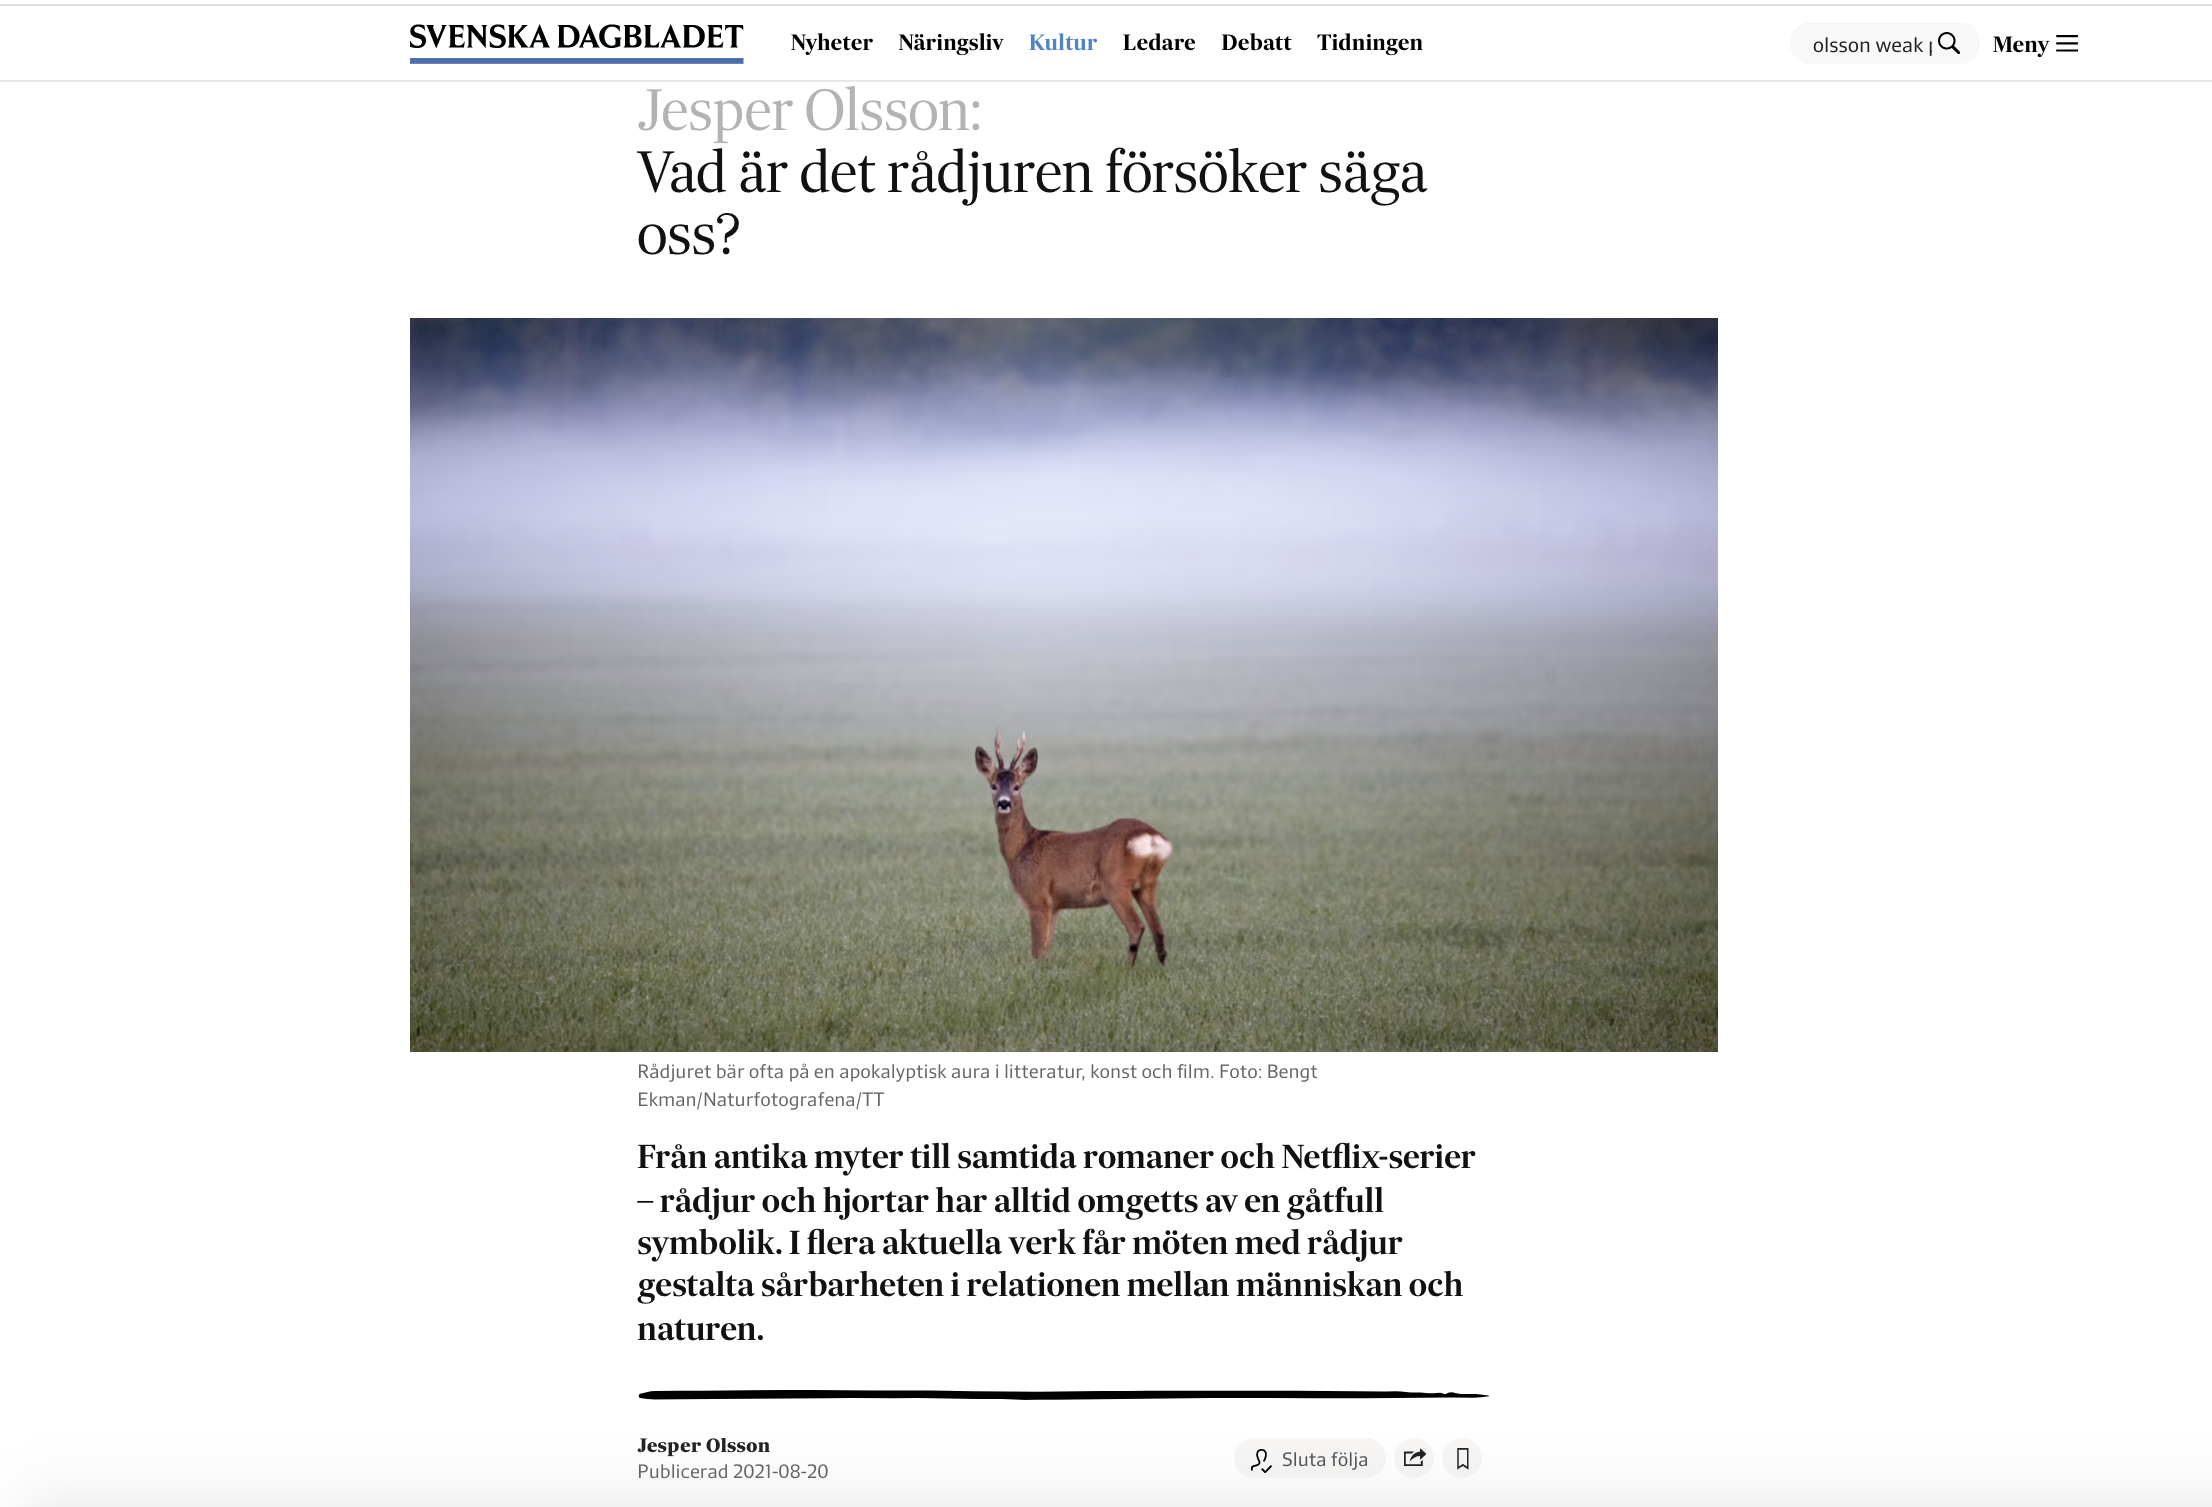 SVENSKA DAGBLADET
Nyheter Näringsliv Kultur Ledare Debatt Tidningen
olsson weak
Meny
Jesper Olsson:
Vad är det rådjuren försöker säga
oss?
Rådjuret bär ofta på en apokalyptisk aura i litteratur, konst och film. Foto: Bengt
Ekman/Naturfotografena/TT
Från antika myter till samtida romaner och Netflix-serier
– rådjur och hjortar har alltid omgetts av en gåtfull
symbolik. I flera aktuella verk får möten med rådjur
gestalta sårbarheten i relationen mellan människan och
naturen.
Jesper Olsson
Publicerad 2021-08-20
Sluta följa